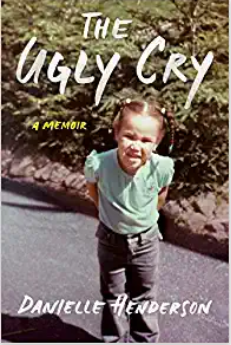 THE
UGLY CRY
A MEMOIR
DANIELLE HENDERSON